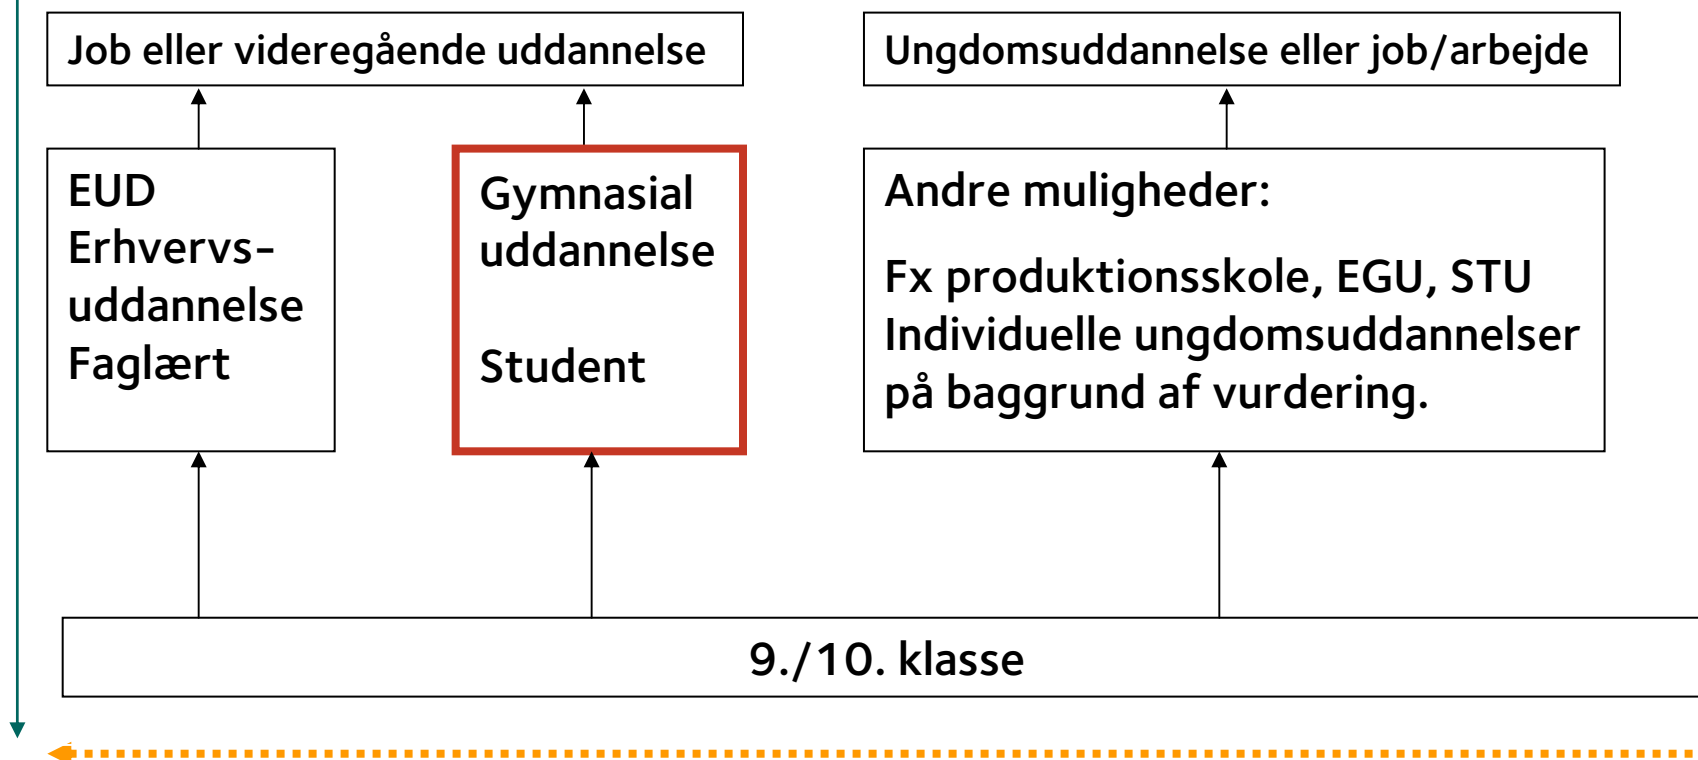 Job eller videregående uddannelse
Ungdomsuddannelse eller job/arbejde
EUD
Erhvervs-
uddannelse
Faglært
Gymnasial
uddannelse
Student
Andre muligheder:
Fx produktionsskole, EGU, STU
Individuelle ungdomsuddannelser
på baggrund af vurdering.
9./10. klasse